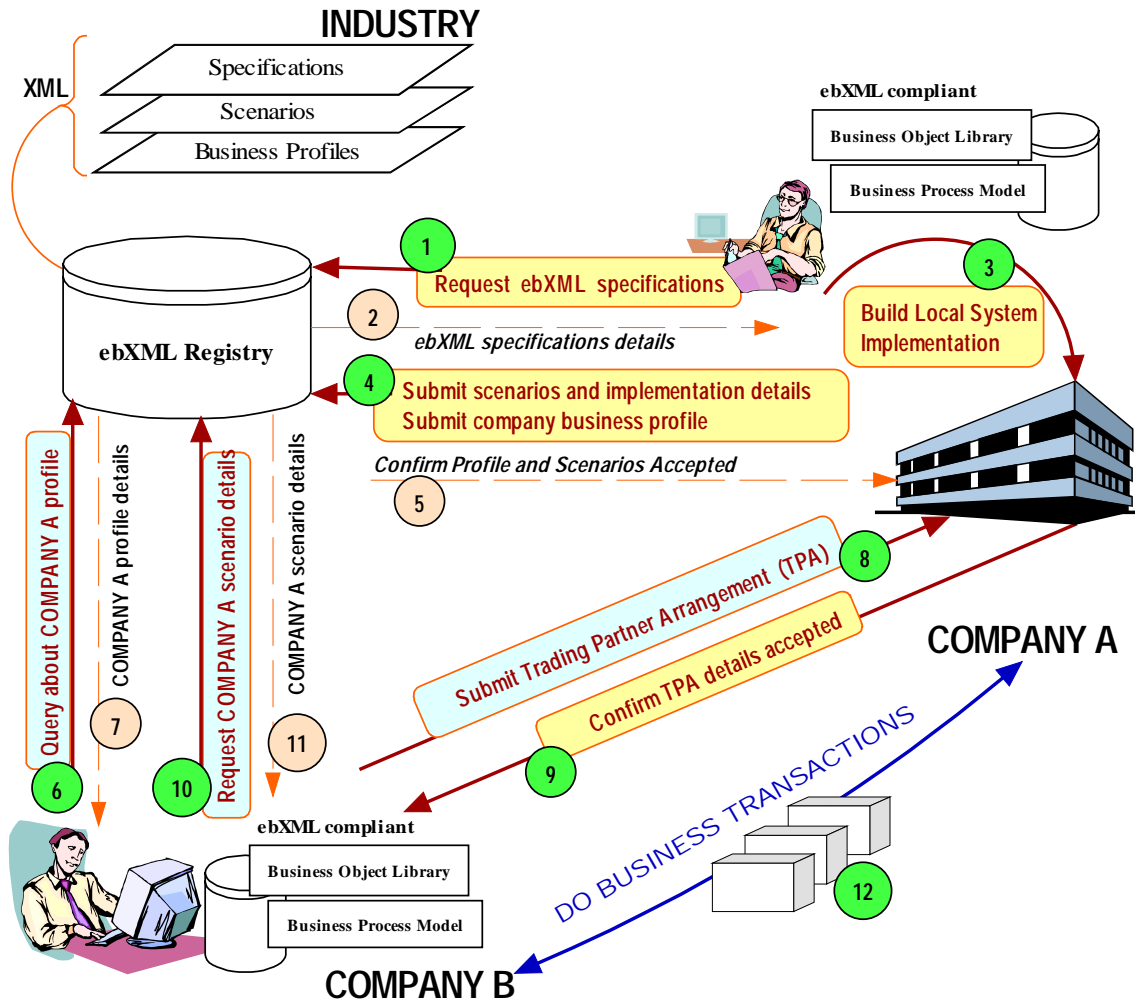 INDUSTRY
XML
Specifications
Scenarios
Business Profiles
ebXML compliant
Business Object Library
Business Process Model
1
Request ebXML specifications
2
ebXML specifications details
3
Build Local System
Implementation
ebXML Registry
4
Submit scenarios and implementation details
Submit company business profile
Confirm Profile and Scenarios Accepted
5
Query about COMPANY A profile
6
COMPANY A profile details
7
Request COMPANY A scenario details
10
COMPANY A scenario details
11
Submit Trading Partner Arrangement (TPA)
8
Confirm TPA details accepted
9
COMPANY A
DO BUSINESS TRANSACTIONS
12
ebXML compliant
Business Object Library
Business Process Model
COMPANY B